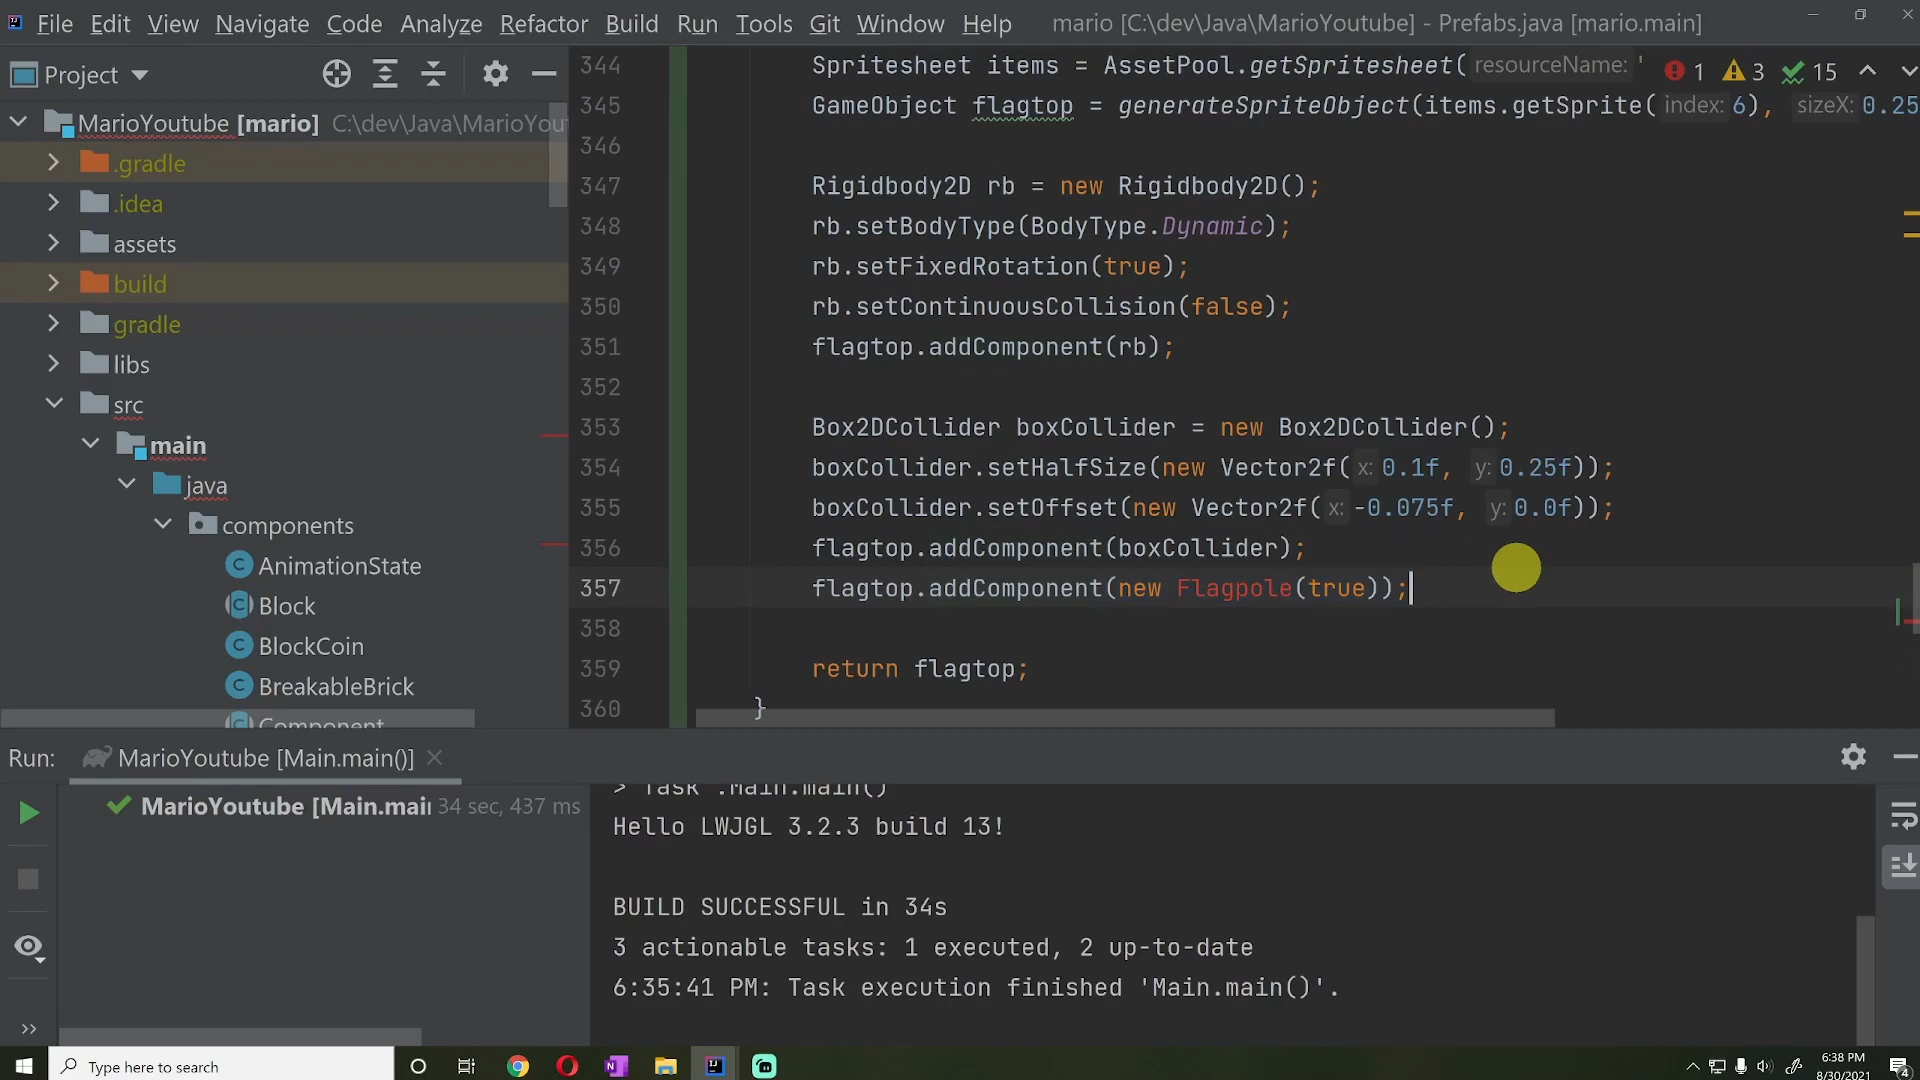 File Edit View Navigate Code Analyze Refactor Build Run Tools Git Window Help mario [C:\dev\Java\MarioYoutube] - Prefabs.java [mario.main]
Project
MarioYoutube [mario] C:\dev\Java\MarioYou
.gradle
.idea
assets
build
gradle
libs
src
main
java
components
AnimationState
Block
BlockCoin
BreakableBrick
Component
344 Spritesheet items = AssetPool.getSpritesheet( resourceName: ' 1 3 15
345 GameObject flagtop = generateSpriteObject(items.getSprite( index: 6), sizeX: 0.25
346
347 Rigidbody2D rb = new Rigidbody2D();
348 rb.setBodyType(BodyType.Dynamic);
349 rb.setFixedRotation(true);
350 rb.setContinuousCollision(false);
351 flagtop.addComponent(rb);
352
353 Box2DCollider boxCollider = new Box2DCollider();
354 boxCollider.setHalfSize(new Vector2f( x: 0.1f, y: 0.25f));
355 boxCollider.setOffset(new Vector2f( x: -0.075f, y: 0.0f));
356 flagtop.addComponent(boxCollider);
357 flagtop.addComponent(new Flagpole(true));
358
359 return flagtop;
360 }
Run: MarioYoutube [Main.main()]
MarioYoutube [Main.mai 34 sec, 437 ms
> Task :Main.main()
Hello LWJGL 3.2.3 build 13!
BUILD SUCCESSFUL in 34s
3 actionable tasks: 1 executed, 2 up-to-date
6:35:41 PM: Task execution finished 'Main.main()'.
Type here to search
6:38 PM
8/30/2021
4